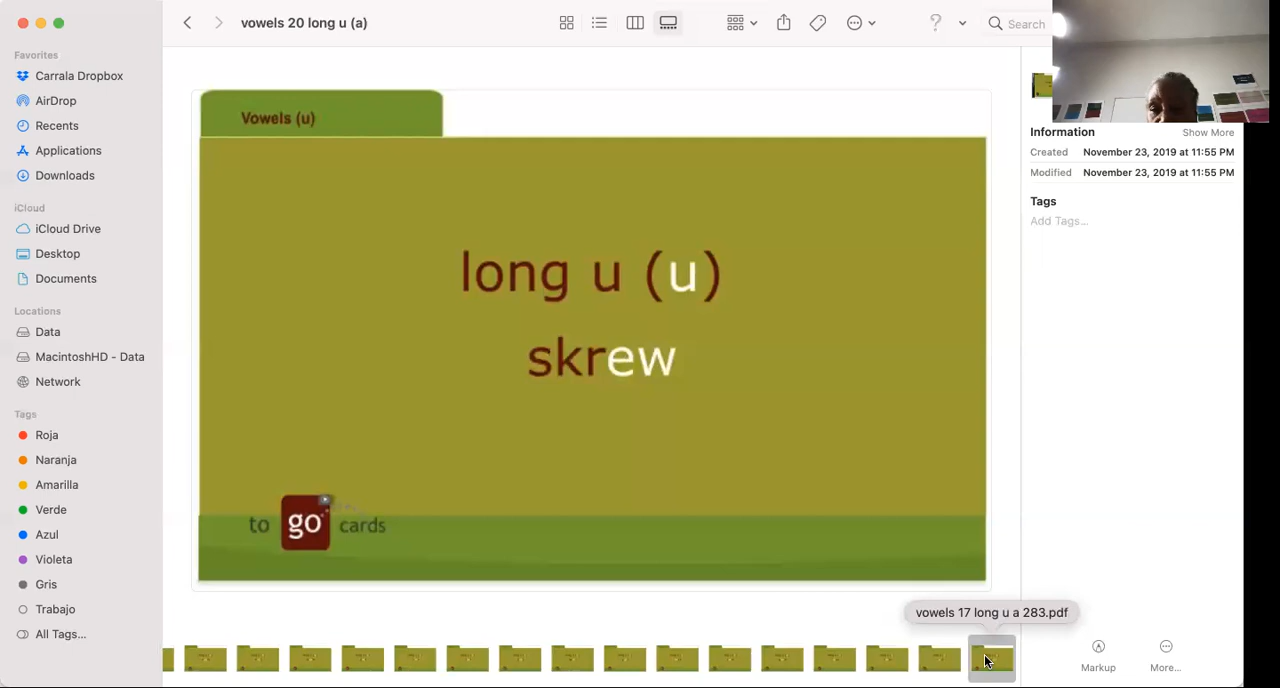 vowels 20 long u (a)
Search
Favorites
Carrala Dropbox
AirDrop
Recents
Applications
Downloads
iCloud
iCloud Drive
Desktop
Documents
Locations
Data
MacintoshHD - Data
Network
Tags
Roja
Naranja
Amarilla
Verde
Azul
Violeta
Gris
Trabajo
All Tags...
Vowels (u)
long u (u)
skrew
to go cards
vowels 17 long u a 283.pdf
Information Show More
Created November 23, 2019 at 11:55 PM
Modified November 23, 2019 at 11:55 PM
Tags
Add Tags...
Markup More...